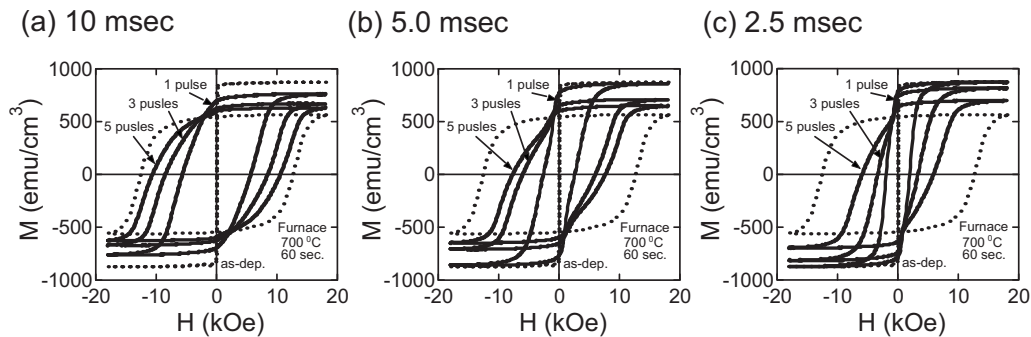 (a) 10 msec
(b) 5.0 msec
(c) 2.5 msec
M (emu/cm3)
1000
500
0
-500
-1000
1 pulse
3 pusles
5 pusles
Furnace
700 0C
60 sec.
as-dep.
-20 -10 0 10 20
H (kOe)
M (emu/cm3)
1000
500
0
-500
-1000
1 pulse
3 pusles
5 pusles
Furnace
700 0C
60 sec.
as-dep.
-20 -10 0 10 20
H (kOe)
M (emu/cm3)
1000
500
0
-500
-1000
1 pulse
3 pusles
5 pusles
Furnace
700 0C
60 sec.
as-dep.
-20 -10 0 10 20
H (kOe)